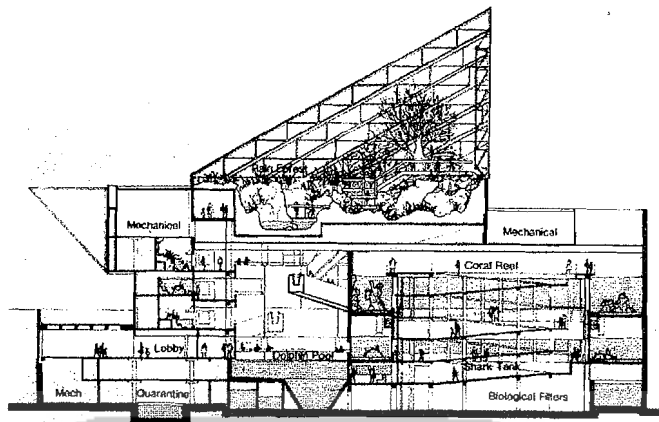 Rain Forest
Mechanical
Mechanical
Coral Reef
Lobby
Dolphin Pool
Shark Tank
Mech
Quarantine
Biological Filters